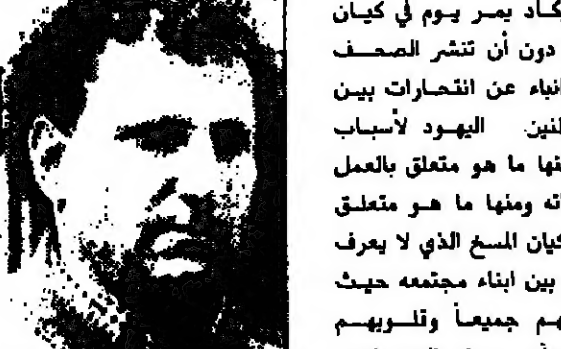 كاد يمر يوم في كيان
دون أن تنشر الصحف
انباء عن انتحارات بين
اليهود لأسباب
منها ما هو متعلق بالعمل
ومنها ما هو متعلق
كيان المسخ الذي لا يعرف
بين ابناء مجتمعه حيث
جميعاً وقلوبهم